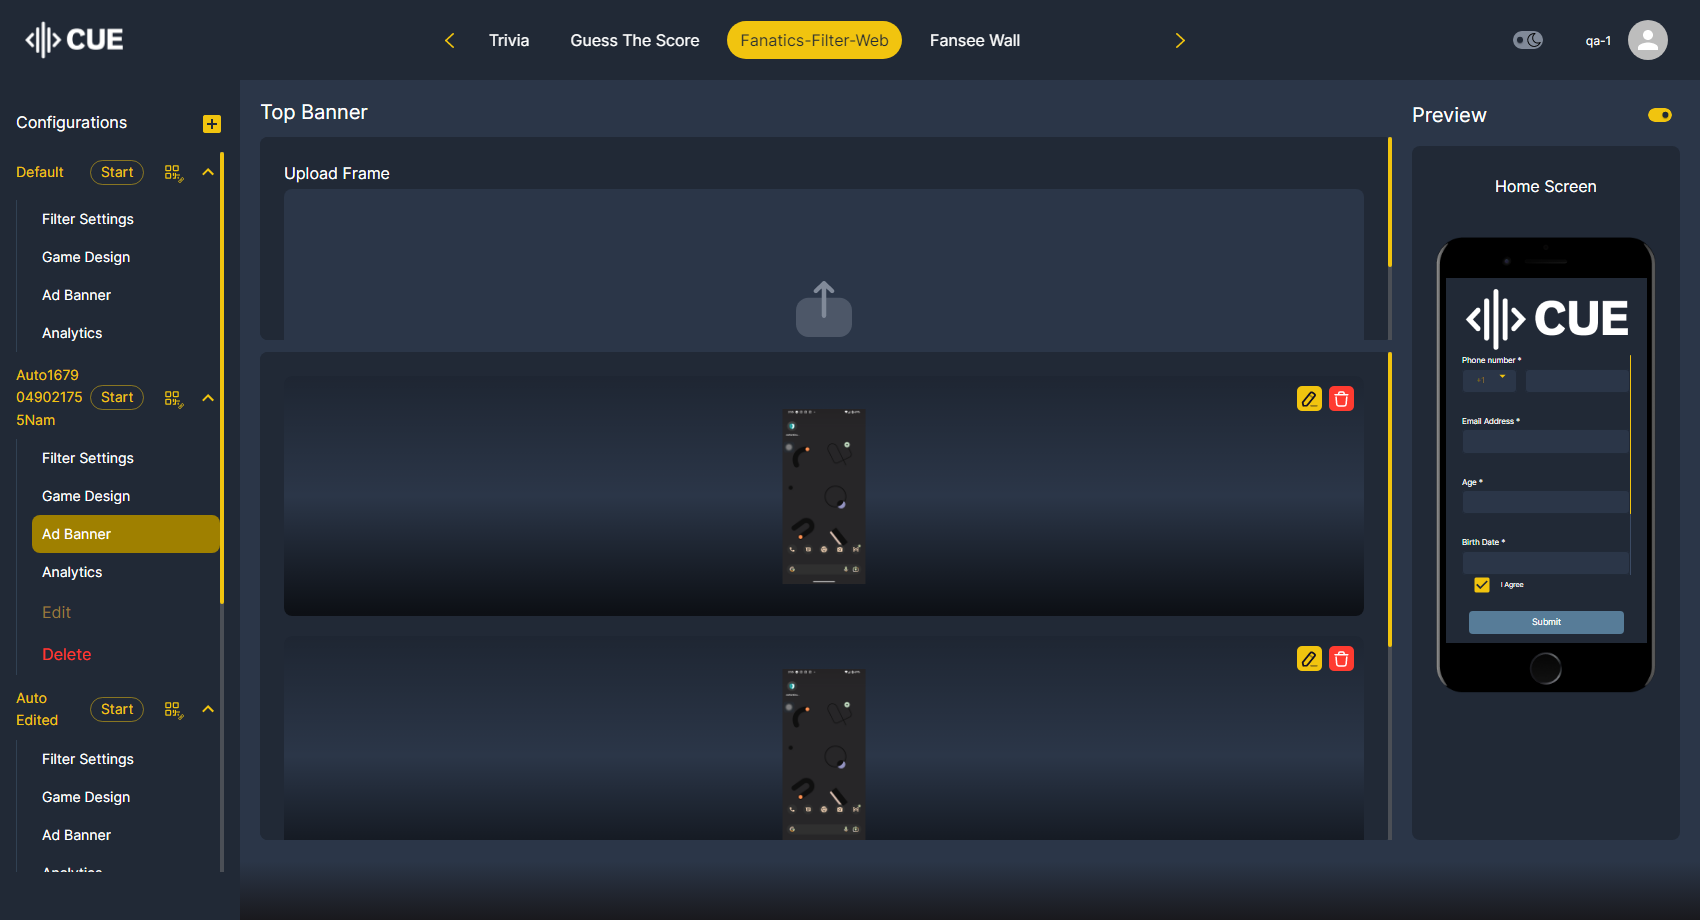 CUE
Trivia
Guess The Score
Fanatics-Filter-Web
Fansee Wall
qa-1
Configurations
Default
Start
Filter Settings
Game Design
Ad Banner
Analytics
Auto1679
04902175
5Nam
Start
Filter Settings
Game Design
Ad Banner
Analytics
Edit
Delete
Auto
Edited
Start
Filter Settings
Game Design
Ad Banner
Analytics
Top Banner
Upload Frame
Preview
Home Screen
CUE
Phone number *
+1
Email Address *
Age *
Birth Date *
I Agree
Submit